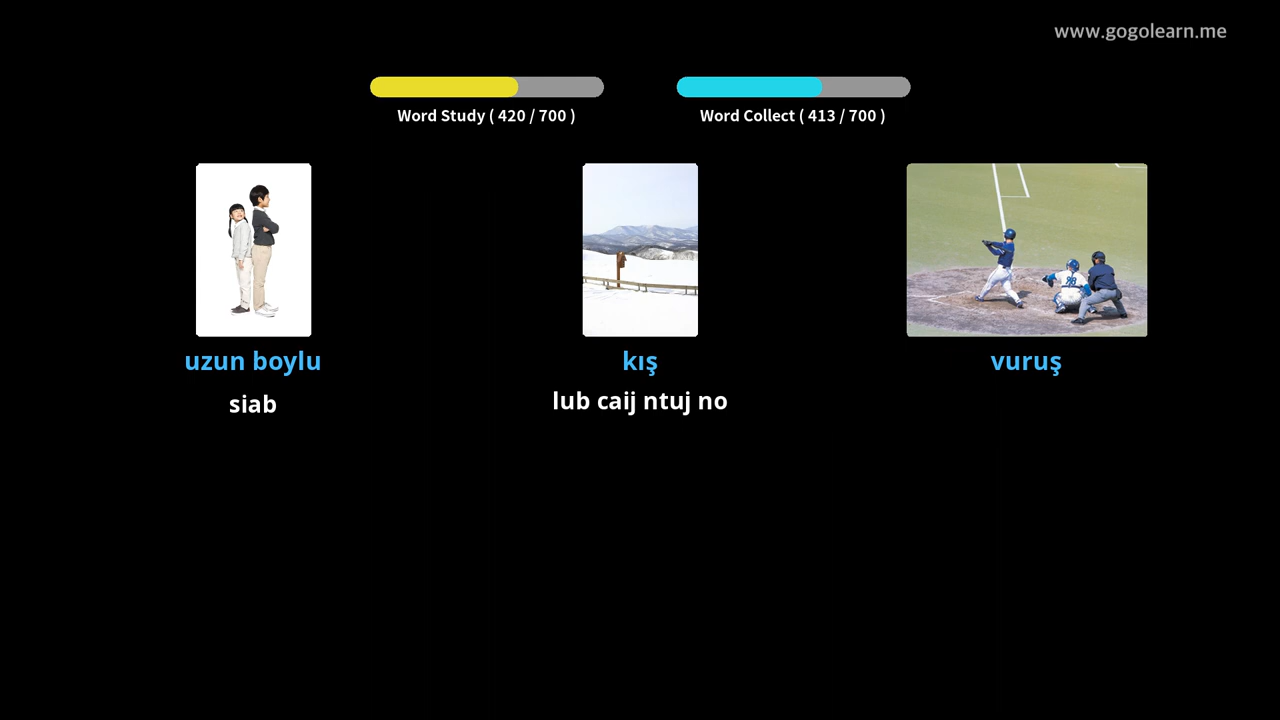 www.gogolearn.me
Word Study ( 420 / 700 )
Word Collect ( 413 / 700 )
uzun boylu
kış
vuruş
siab
lub caij ntuj no